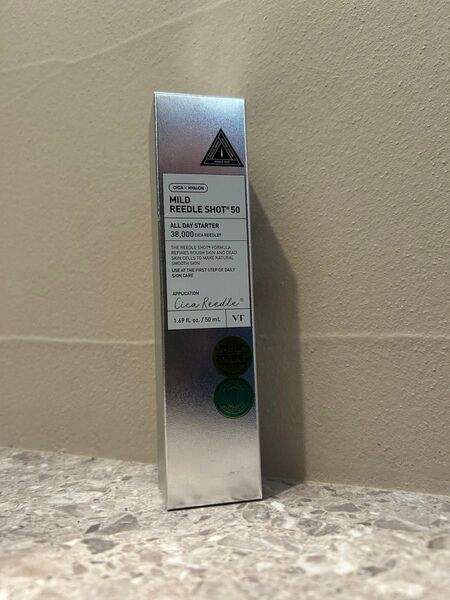 CICA × HYALON
MILD
REEDLE SHOT® 50
ALL DAY STARTER
38,000 CICA REEDLE®
THE REEDLE SHOT® FORMULA
REFINES ROUGH SKIN AND DEAD
SKIN CELLS TO MAKE NATURAL
SMOOTH SKIN
USE AT THE FIRST STEP OF DAILY
SKIN CARE
APPLICATION
Cica Reedle®
1.69 fl. oz. / 50 mL
VT